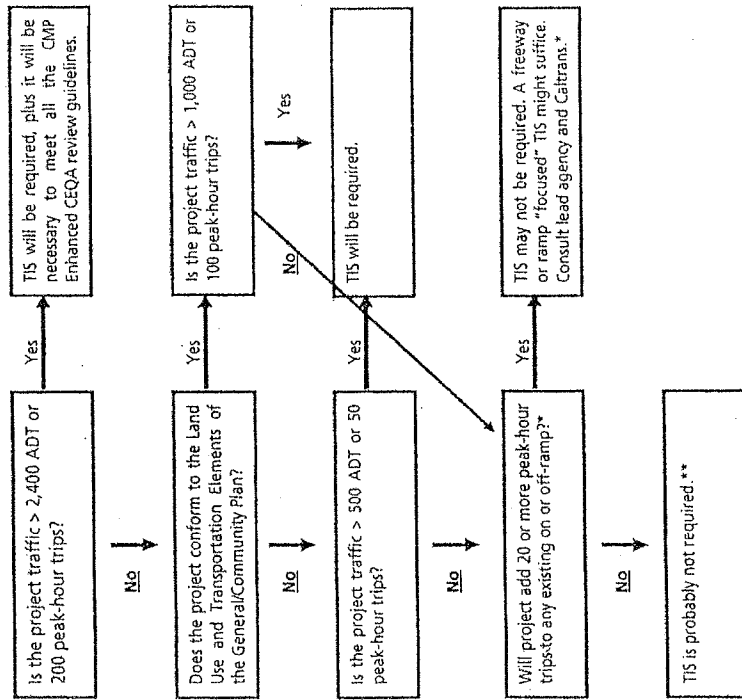 Is the project traffic > 2,400 ADT or
200 peak-hour trips?
Yes
TIS will be required, plus it will be
necessary to meet all the CMP
Enhanced CEQA review guidelines.
No
Does the project conform to the Land
Use and Transportation Elements of
the General/Community Plan?
Yes
Is the project traffic > 1,000 ADT or
100 peak-hour trips?
No
Yes
No
Is the project traffic > 500 ADT or 50
peak-hour trips?
Yes
TIS will be required.
No
Will project add 20 or more peak-hour
trips to any existing on or off-ramp?*
Yes
TIS may not be required. A freeway
or ramp "focused" TIS might suffice.
Consult lead agency and Caltrans.*
No
TIS is probably not required.**